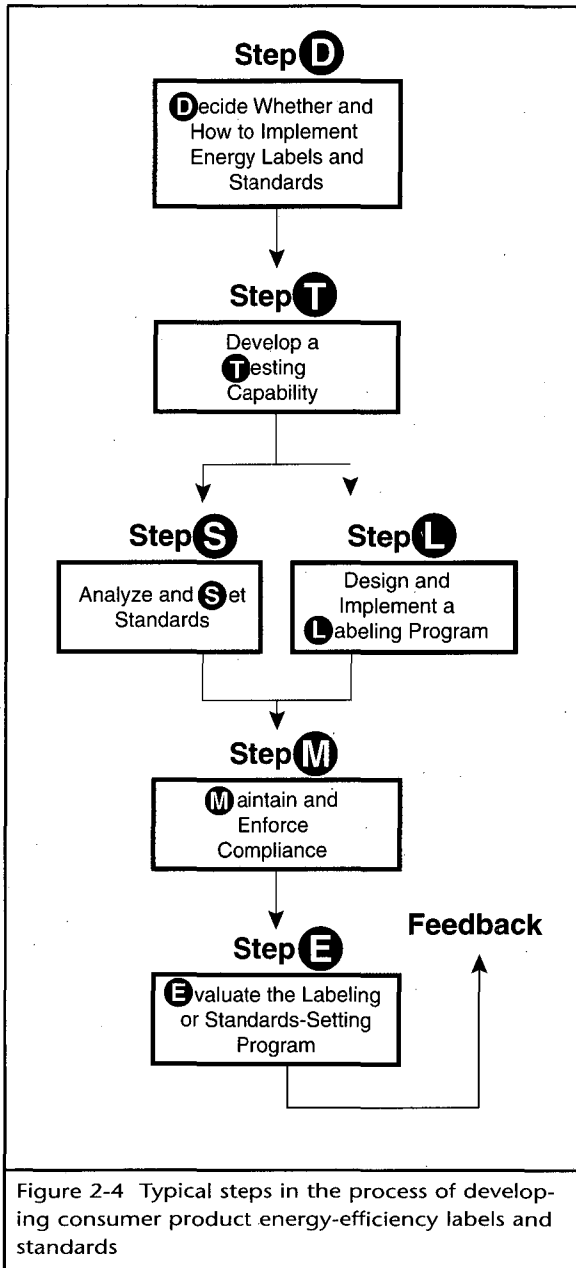 Step D
Decide Whether and
How to Implement
Energy Labels and
Standards
Step T
Develop a
Testing
Capability
Step S
Analyze and Set
Standards
Step L
Design and
Implement a
Labeling Program
Step M
Maintain and
Enforce
Compliance
Step E
Evaluate the Labeling
or Standards-Setting
Program
Feedback
Figure 2-4 Typical steps in the process of develop-
ing consumer product energy-efficiency labels and
standards